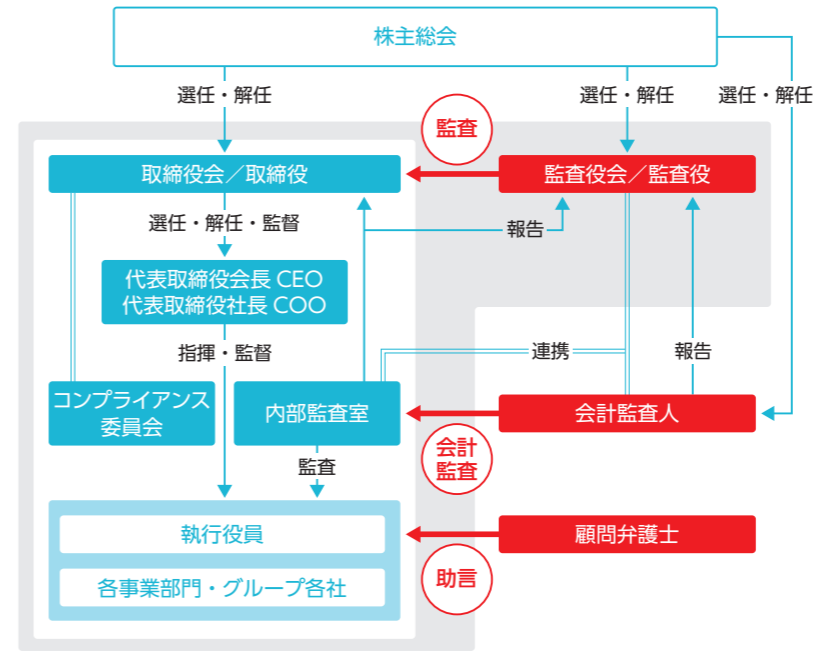 株主総会
選任・解任
選任・解任
選任・解任
監査
取締役会／取締役
監査役会／監査役
選任・解任・監督
報告
代表取締役会長 CEO
代表取締役社長 COO
指揮・監督
連携
報告
コンプライアンス
委員会
内部監査室
会計監査人
会計
監査
監査
執行役員
顧問弁護士
助言
各事業部門・グループ各社